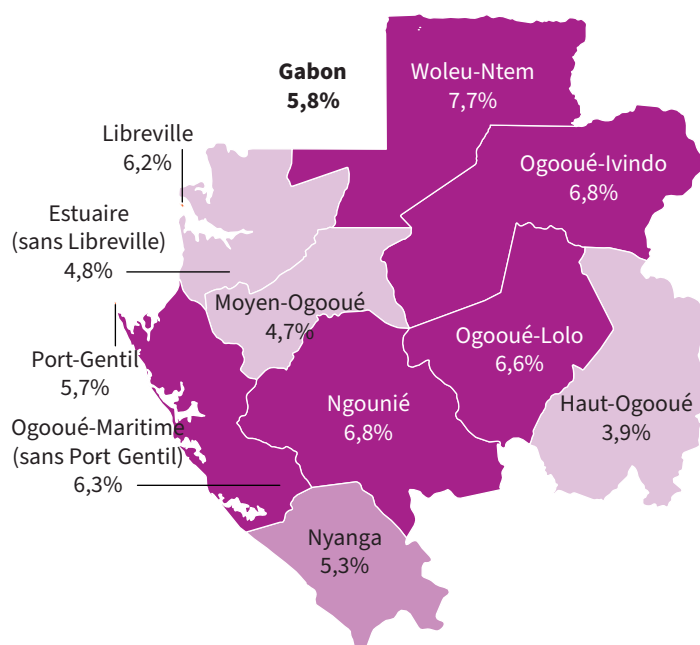 Gabon
5,8%
Woleu-Ntem
7,7%
Libreville
6,2%
Ogooué-Ivindo
6,8%
Estuaire
(sans Libreville)
4,8%
Moyen-Ogooué
4,7%
Port-Gentil
5,7%
Ogooué-Lolo
6,6%
Ngounié
6,8%
Haut-Ogooué
3,9%
Ogooué-Maritime
(sans Port Gentil)
6,3%
Nyanga
5,3%